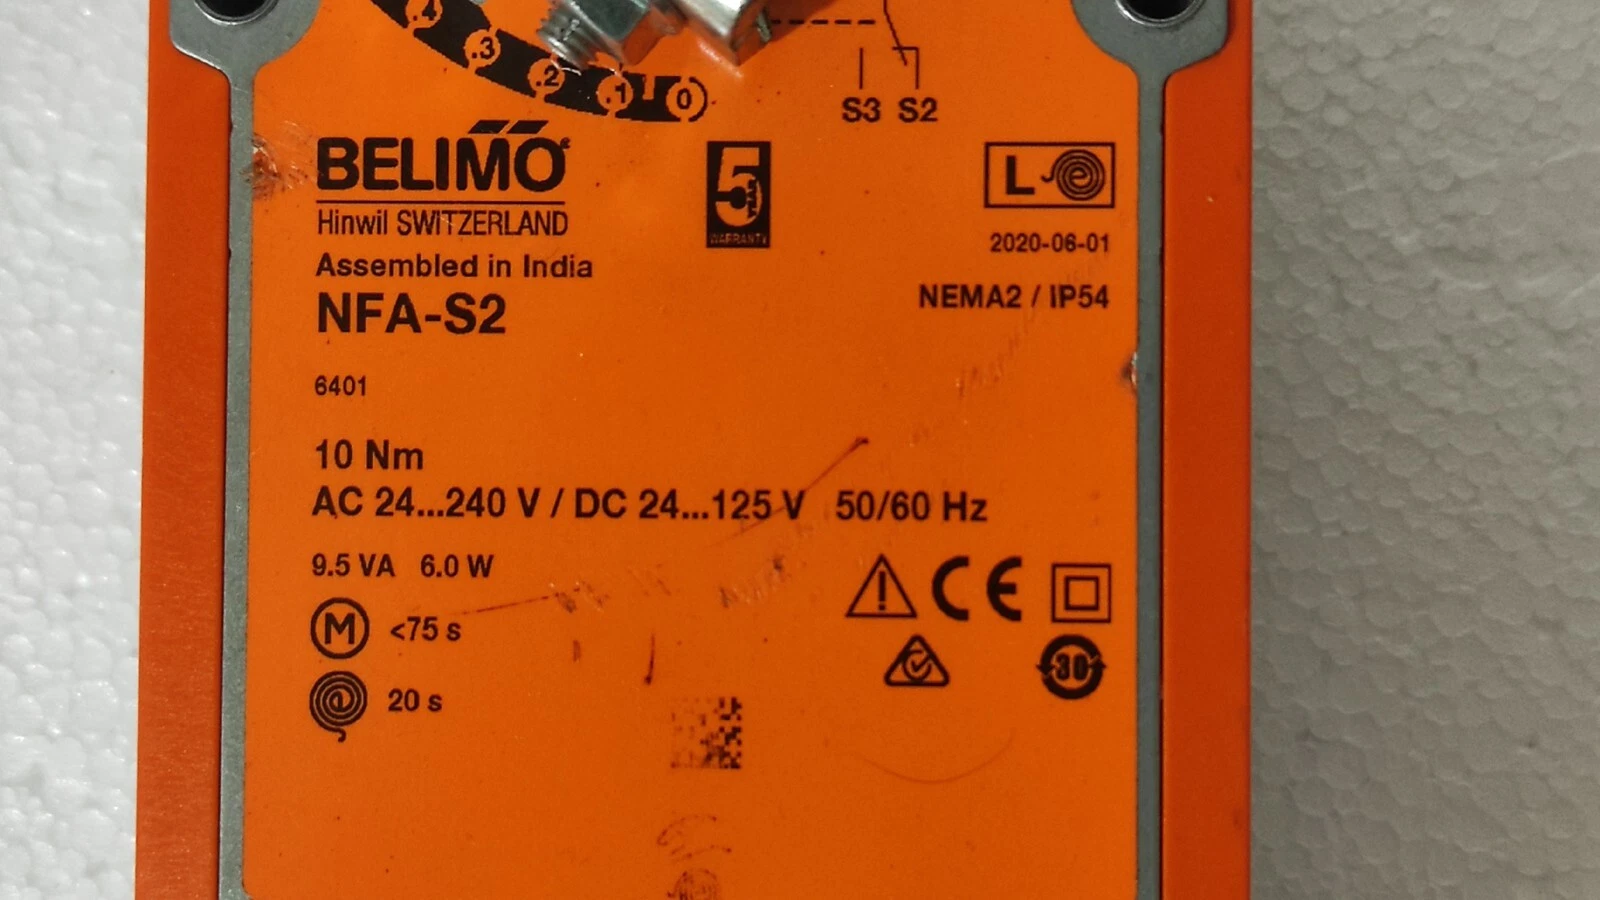 .4
.3
.2
.1
0
S3 S2
BELIMO
Hinwil SWITZERLAND
Assembled in India
NFA-S2
5
YEAR
WARRANTY
L
2020-06-01
NEMA2 / IP54
6401
10 Nm
AC 24...240 V / DC 24...125 V 50/60 Hz
9.5 VA 6.0 W
M <75 s
20 s
CE
30